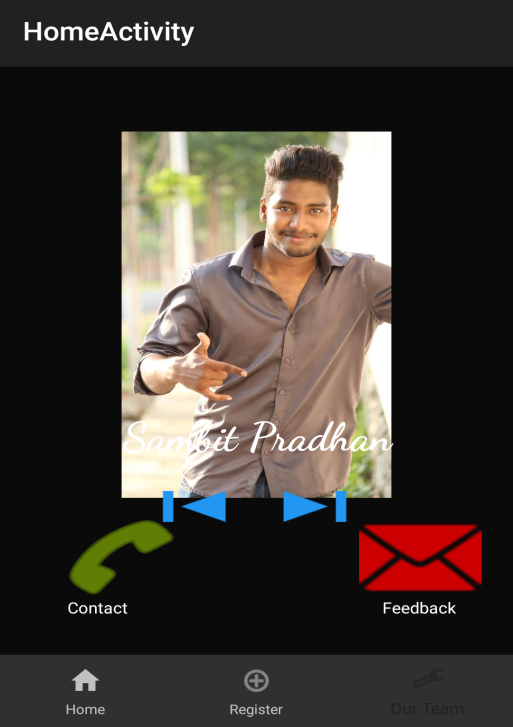 HomeActivity
Sambit Pradhan
Contact
Feedback
Home
Register
Our Team